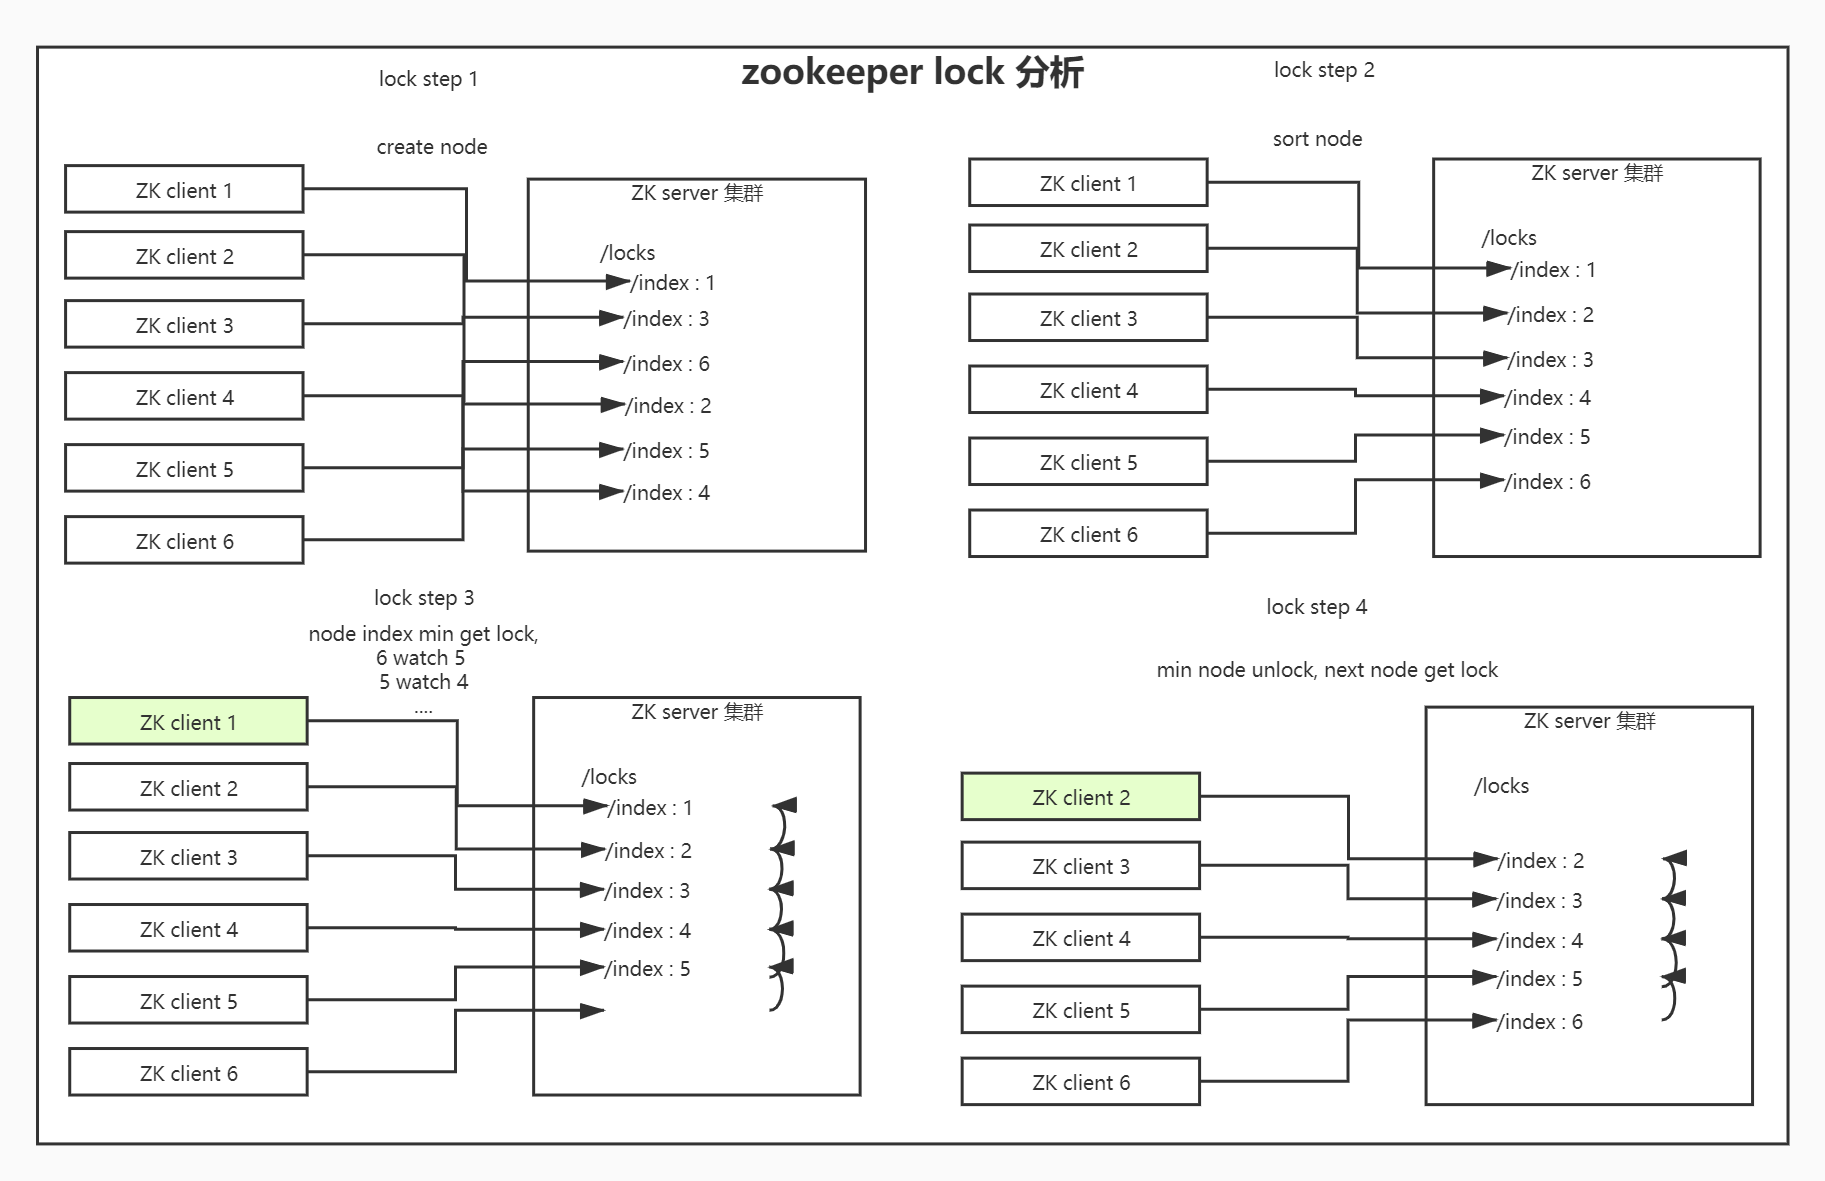 zookeeper lock 分析
lock step 1
create node
ZK client 1
ZK client 2
ZK client 3
ZK client 4
ZK client 5
ZK client 6
ZK server 集群
/locks
/index : 1
/index : 3
/index : 6
/index : 2
/index : 5
/index : 4
lock step 2
sort node
ZK client 1
ZK client 2
ZK client 3
ZK client 4
ZK client 5
ZK client 6
ZK server 集群
/locks
/index : 1
/index : 2
/index : 3
/index : 4
/index : 5
/index : 6
lock step 3
node index min get lock,
6 watch 5
5 watch 4
....
ZK client 1
ZK client 2
ZK client 3
ZK client 4
ZK client 5
ZK client 6
ZK server 集群
/locks
/index : 1
/index : 2
/index : 3
/index : 4
/index : 5
lock step 4
min node unlock, next node get lock
ZK client 2
ZK client 3
ZK client 4
ZK client 5
ZK client 6
ZK server 集群
/locks
/index : 2
/index : 3
/index : 4
/index : 5
/index : 6